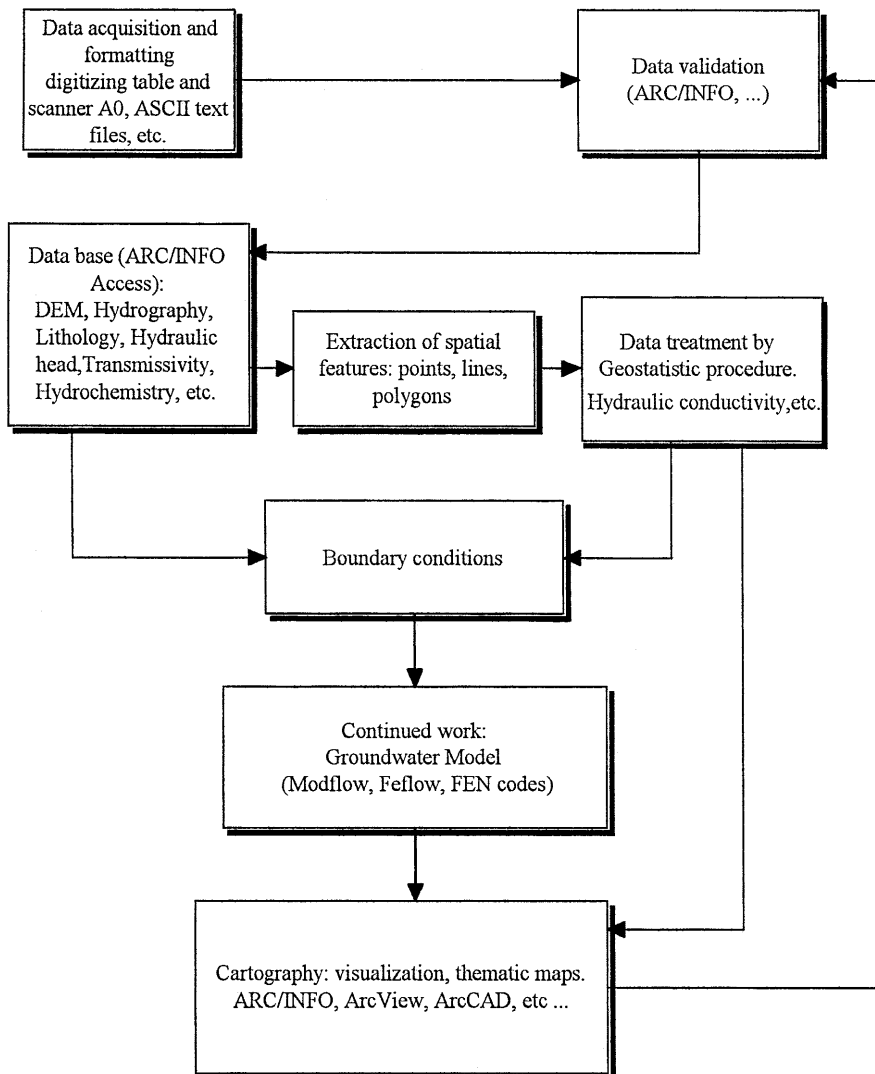 Data acquisition and
formatting
digitizing table and
scanner A0, ASCII text
files, etc.
Data validation
(ARC/INFO, ...)
Data base (ARC/INFO
Access):
DEM, Hydrography,
Lithology, Hydraulic
head,Transmissivity,
Hydrochemistry, etc.
Extraction of spatial
features: points, lines,
polygons
Data treatment by
Geostatistic procedure.
Hydraulic conductivity,etc.
Boundary conditions
Continued work:
Groundwater Model
(Modflow, Feflow, FEN codes)
Cartography: visualization, thematic maps.
ARC/INFO, ArcView, ArcCAD, etc ...